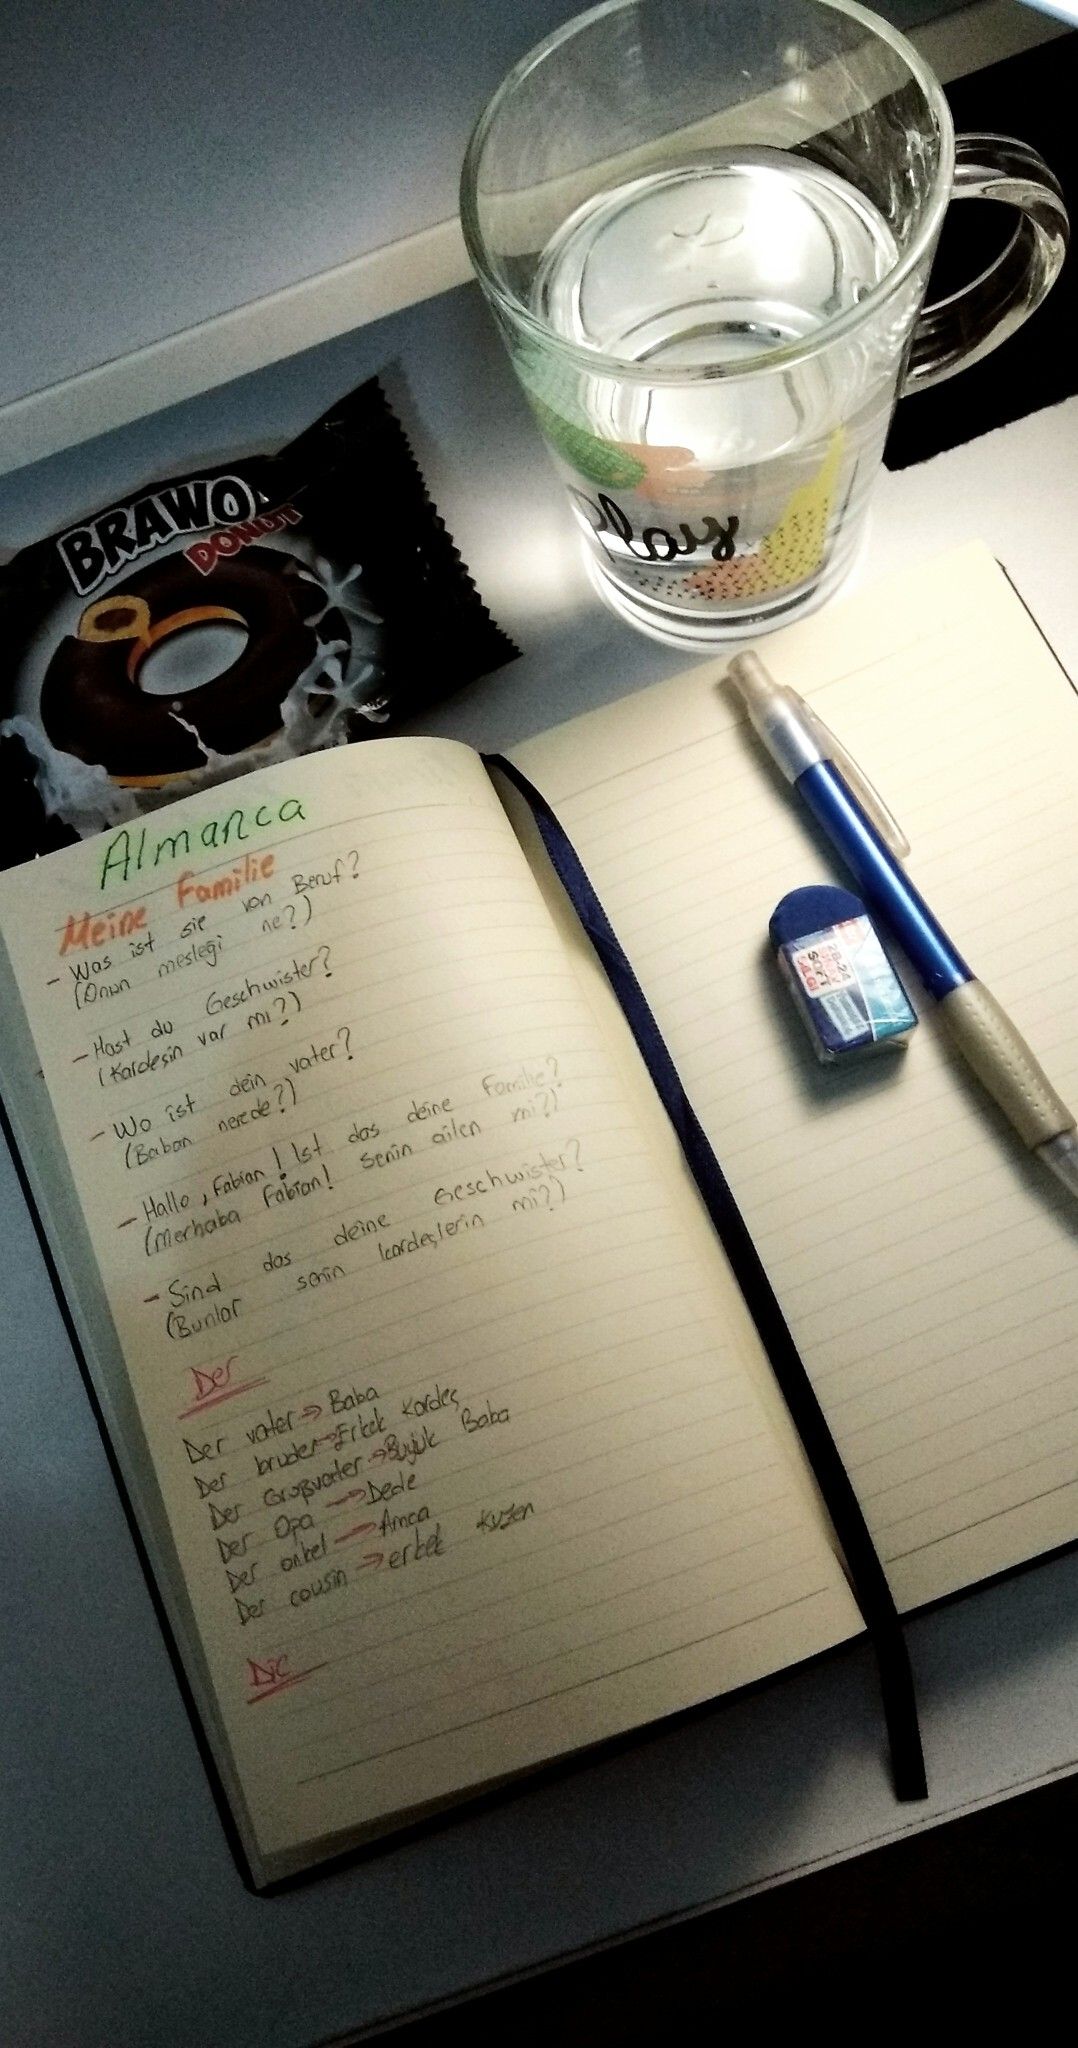 BRAWO
DONUT
Play
Almanca
Meine Familie
- Was ist sie von Beruf?
(Onun mesleği ne?)
- Hast du Geschwister?
(Kardeşin var mı?)
- Wo ist dein vater?
(Baban nerede?)
- Hallo, Fabian! Ist das deine Familie?
(Merhaba Fabian! senin ailen mi?)
- Sind das deine Geschwister?
(Bunlar senin kardeşlerin mi?)
Der
Der vater → Baba
Der bruder → Erkek Kardeş
Der Großvater → Büyük Baba
Der Opa → Dede
Der onkel → Amca
Der cousin → erkek kuzen
Die
SOFT